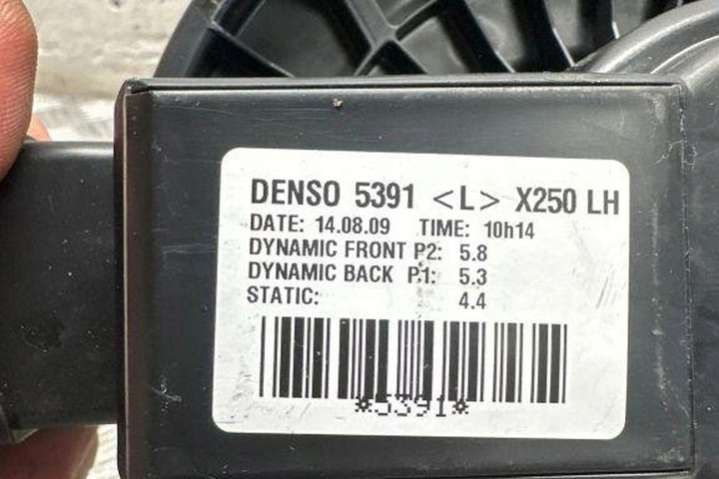 DENSO 5391 <L> X250 LH
DATE: 14.08.09 TIME: 10h14
DYNAMIC FRONT P2: 5.8
DYNAMIC BACK P1: 5.3
STATIC: 4.4
*5391*